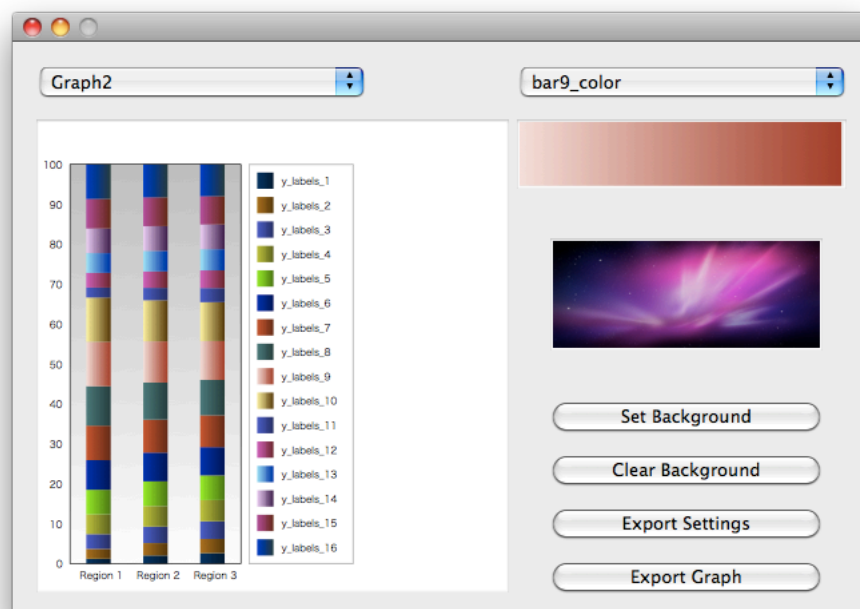 Graph2
bar9_color
100
90
80
70
60
50
40
30
20
10
0
Region 1 Region 2 Region 3
y_labels_1
y_labels_2
y_labels_3
y_labels_4
y_labels_5
y_labels_6
y_labels_7
y_labels_8
y_labels_9
y_labels_10
y_labels_11
y_labels_12
y_labels_13
y_labels_14
y_labels_15
y_labels_16
Set Background
Clear Background
Export Settings
Export Graph